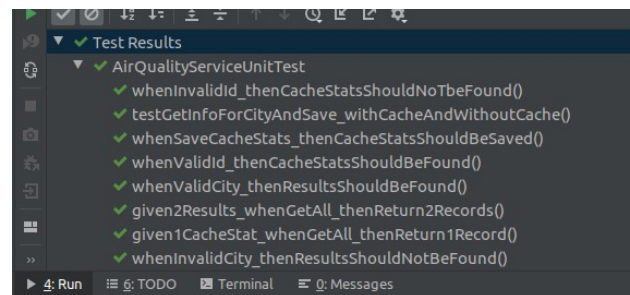 Test Results
AirQualityServiceUnitTest
whenInvalidId_thenCacheStatsShouldNoTbeFound()
testGetInfoForCityAndSave_withCacheAndWithoutCache()
whenSaveCacheStats_thenCacheStatsShouldBeSaved()
whenValidId_thenCacheStatsShouldBeFound()
whenValidCity_thenResultsShouldBeFound()
given2Results_whenGetAll_thenReturn2Records()
given1CacheStat_whenGetAll_thenReturn1Record()
whenInvalidCity_thenResultsShouldNotBeFound()
4: Run 6: TODO Terminal 0: Messages